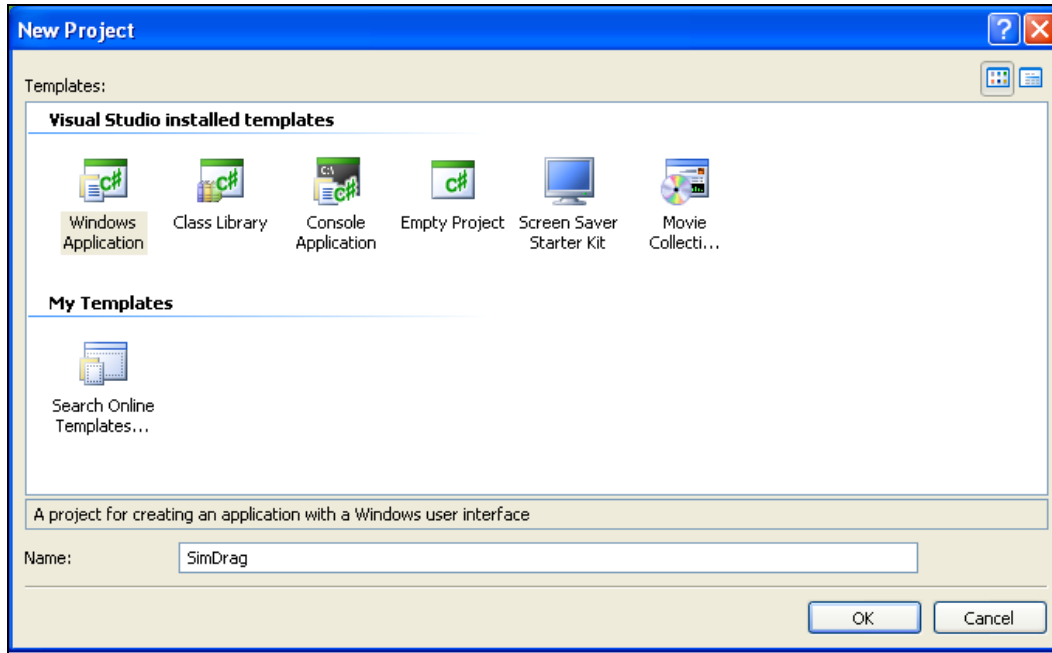 New Project
Templates:
Visual Studio installed templates
Windows Application
Class Library
Console Application
Empty Project
Screen Saver Starter Kit
Movie Collecti...
My Templates
Search Online Templates...
A project for creating an application with a Windows user interface
Name: SimDrag
OK Cancel